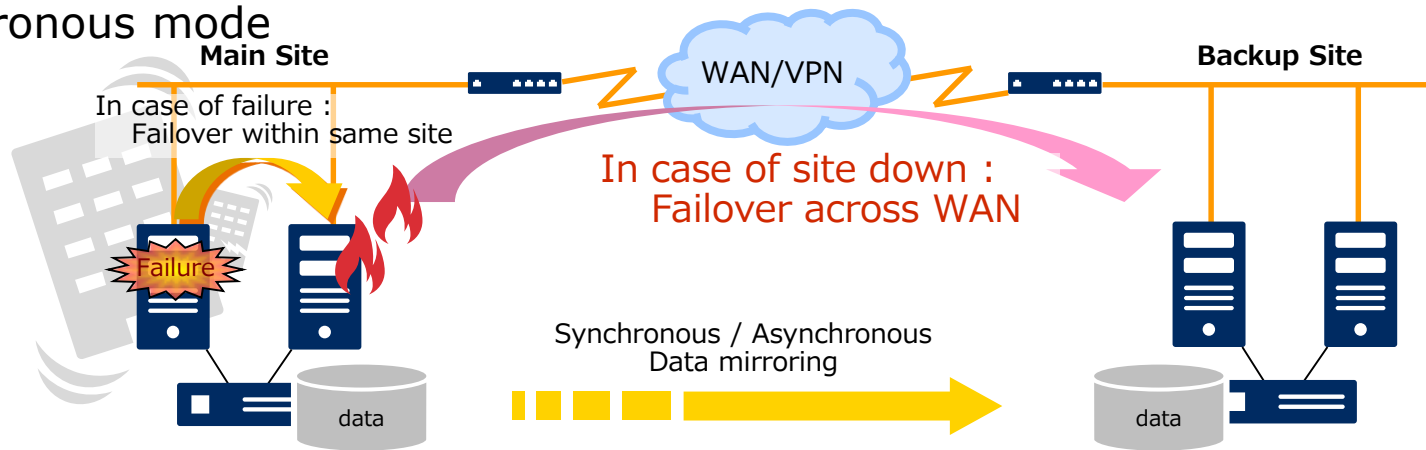 ronous mode
Main Site
WAN/VPN
Backup Site
In case of failure :
Failover within same site
In case of site down :
Failover across WAN
Failure
Synchronous / Asynchronous
Data mirroring
data
data